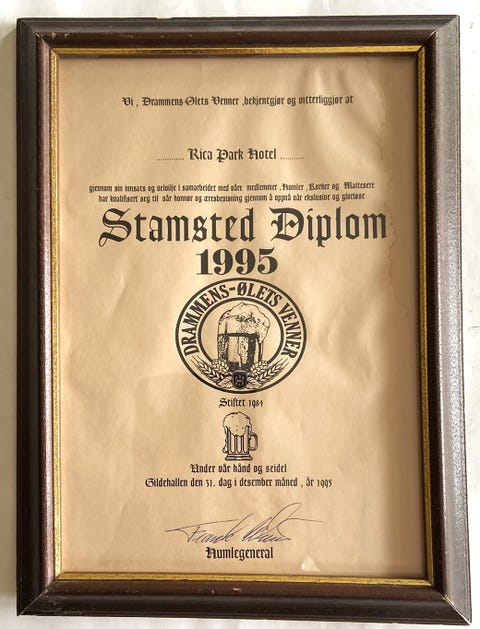 Vi , Drammens-Ølets Venner ,bekjentgjør og vitterliggjør at
............ Rica Park Hotel ..........
gjennom sin innsats og velvilje i samarbeidet med våre medlemmer ,Humler , Korker og Maltesere
har kvalifisert seg til vår honnør og æresbevisning gjennom å oppnå vår ekslusive og gloriøse
Stamsted Diplom
1995
DRAMMENS-ØLETS VENNER
Stiftet 1984
Under vår hånd og seidel
Gildehallen den 31. dag i desember måned , år 1995
Humlegeneral